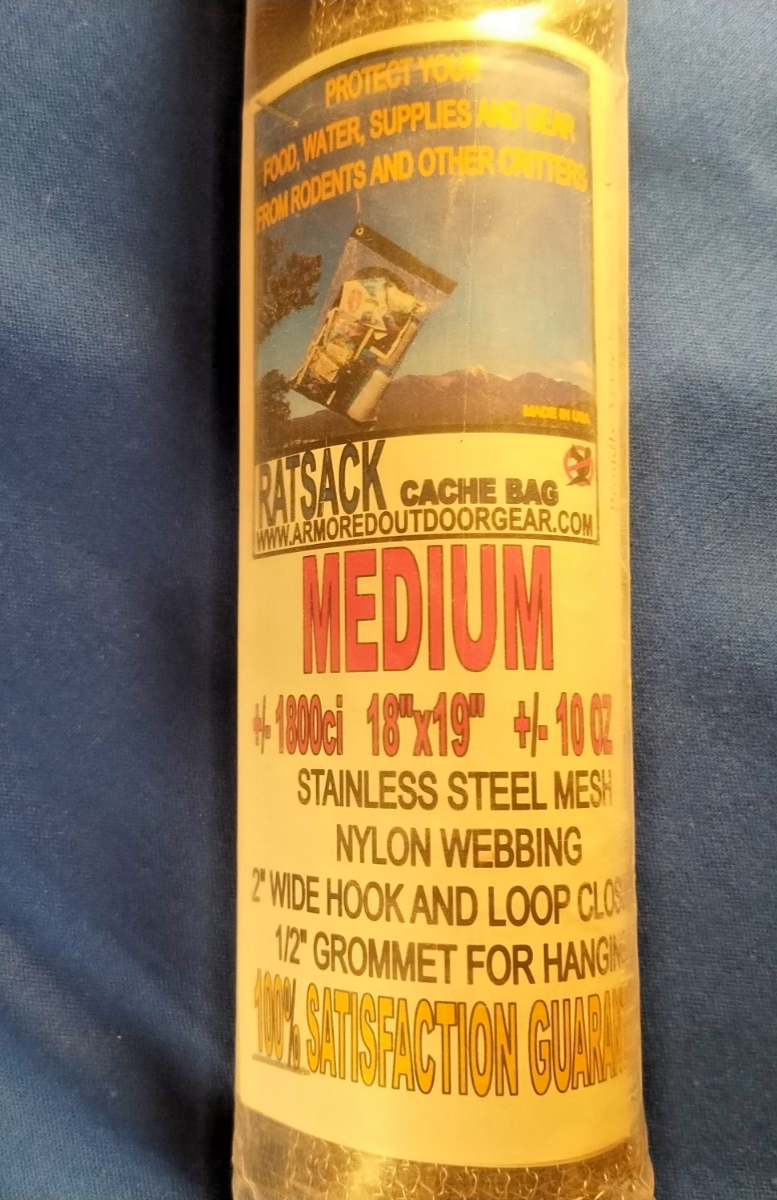 PROTECT YOUR
FOOD, WATER, SUPPLIES AND GEAR
FROM RODENTS AND OTHER CRITTERS
MADE IN USA
RATSACK CACHE BAG
WWW.ARMOREDOUTDOORGEAR.COM
MEDIUM
+/- 1800ci 18"x19" +/- 10 OZ
STAINLESS STEEL MESH
NYLON WEBBING
2" WIDE HOOK AND LOOP CLOS
1/2" GROMMET FOR HANGIN
100% SATISFACTION GUARAN